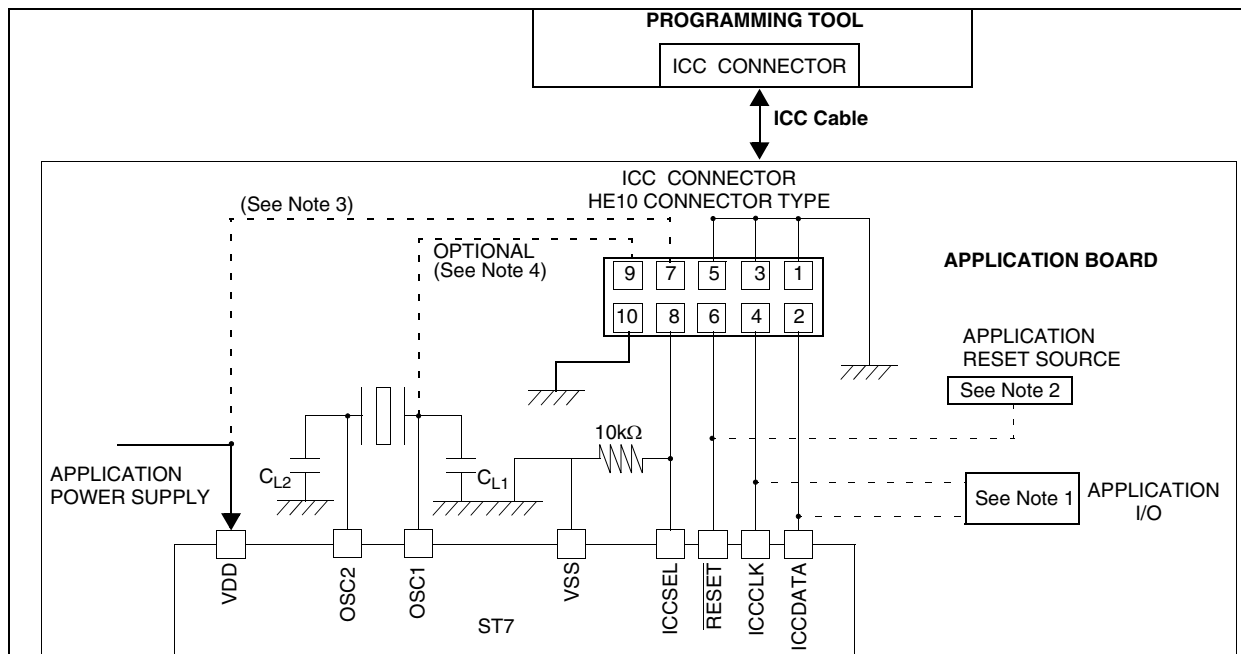 PROGRAMMING TOOL
ICC CONNECTOR
ICC Cable
ICC CONNECTOR
HE10 CONNECTOR TYPE
(See Note 3)
OPTIONAL
(See Note 4)
9 7 5 3 1
10 8 6 4 2
APPLICATION BOARD
APPLICATION
RESET SOURCE
See Note 2
10kΩ
CL2
CL1
APPLICATION
POWER SUPPLY
See Note 1
APPLICATION
I/O
VDD
OSC2
OSC1
VSS
ICCSEL
RESET
ICCCLK
ICCDATA
ST7